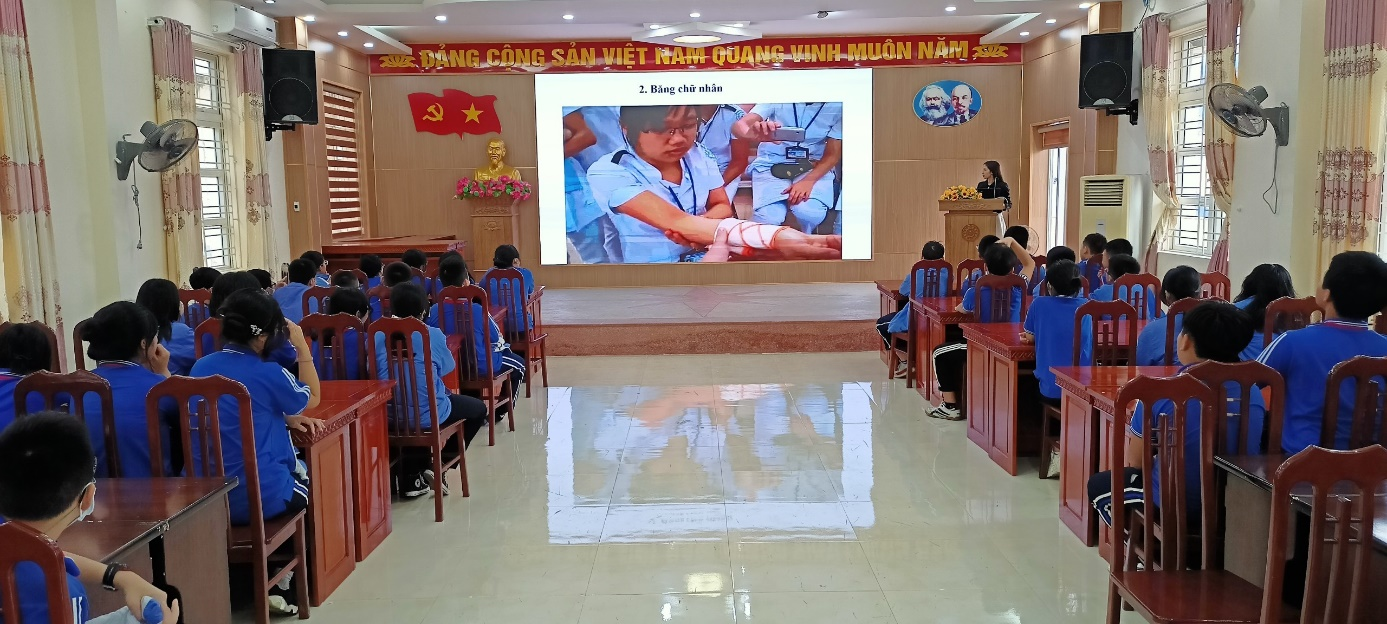 ĐẢNG CỘNG SẢN VIỆT NAM QUANG VINH MUÔN NĂM
2. Băng chữ nhân